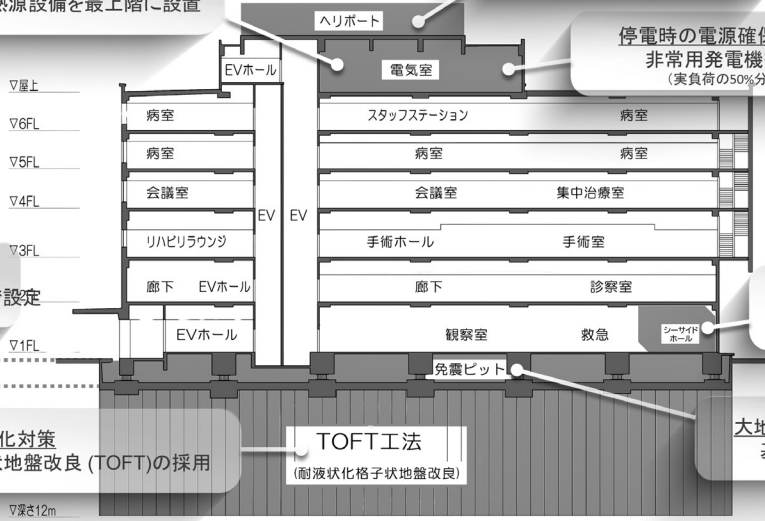 熱源設備を最上階に設置
ヘリポート
停電時の電源確保
非常用発電機
(実負荷の50%分
EVホール
電気室
▽屋上
病室
スタッフステーション
病室
▽6FL
病室
病室
病室
▽5FL
会議室
会議室
集中治療室
▽4FL
EV
EV
リハビリラウンジ
手術ホール
手術室
▽3FL
設定
廊下
EVホール
廊下
診察室
EVホール
観察室
救急
シーサイド
ホール
▽1FL
免震ピット
化対策
地盤改良 (TOFT)の採用
TOFT工法
(耐液状化格子状地盤改良)
大地
▽深さ12m